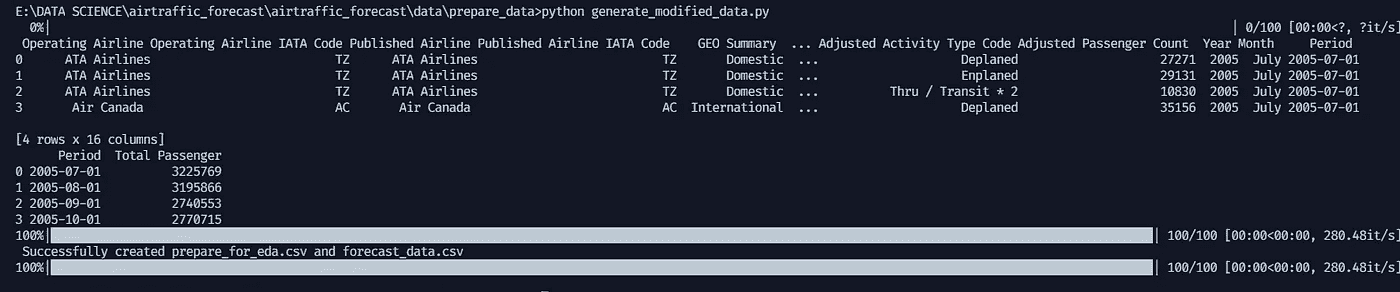 E:\DATA SCIENCE\airtraffic_forecast\airtraffic_forecast\data\prepare_data>python generate_modified_data.py
0%| | 0/100 [00:00<?, ?it/s]
Operating Airline Operating Airline IATA Code Published Airline Published Airline IATA Code GEO Summary ... Adjusted Activity Type Code Adjusted Passenger Count Year Month Period
0 ATA Airlines TZ ATA Airlines TZ Domestic ... Deplaned 27271 2005 July 2005-07-01
1 ATA Airlines TZ ATA Airlines TZ Domestic ... Enplaned 29131 2005 July 2005-07-01
2 ATA Airlines TZ ATA Airlines TZ Domestic ... Thru / Transit * 2 10830 2005 July 2005-07-01
3 Air Canada AC Air Canada AC International ... Deplaned 35156 2005 July 2005-07-01
[4 rows x 16 columns]
Period Total Passenger
0 2005-07-01 3225769
1 2005-08-01 3195866
2 2005-09-01 2740553
3 2005-10-01 2770715
100%| | 100/100 [00:00<00:00, 280.48it/s]
Successfully created prepare_for_eda.csv and forecast_data.csv
100%| | 100/100 [00:00<00:00, 280.48it/s]